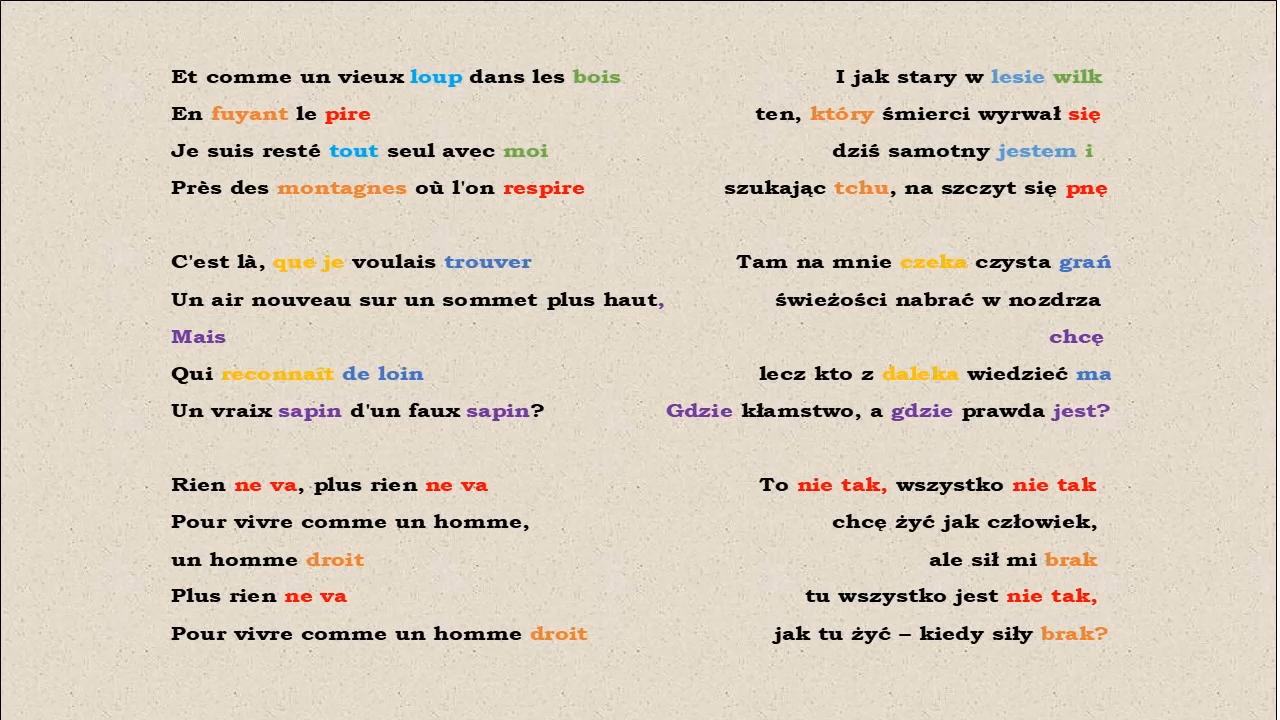 Et comme un vieux loup dans les bois
En fuyant le pire
Je suis resté tout seul avec moi
Près des montagnes où l'on respire
C'est là, que je voulais trouver
Un air nouveau sur un sommet plus haut,
Mais
Qui reconnaît de loin
Un vraix sapin d'un faux sapin?
Rien ne va, plus rien ne va
Pour vivre comme un homme,
un homme droit
Plus rien ne va
Pour vivre comme un homme droit
I jak stary w lesie wilk
ten, który śmierci wyrwał się
dziś samotny jestem i
szukając tchu, na szczyt się pnę
Tam na mnie czeka czysta grań
świeżości nabrać w nozdrza
chcę
lecz kto z daleka wiedzieć ma
Gdzie kłamstwo, a gdzie prawda jest?
To nie tak, wszystko nie tak
chcę żyć jak człowiek,
ale sił mi brak
tu wszystko jest nie tak,
jak tu żyć – kiedy siły brak?